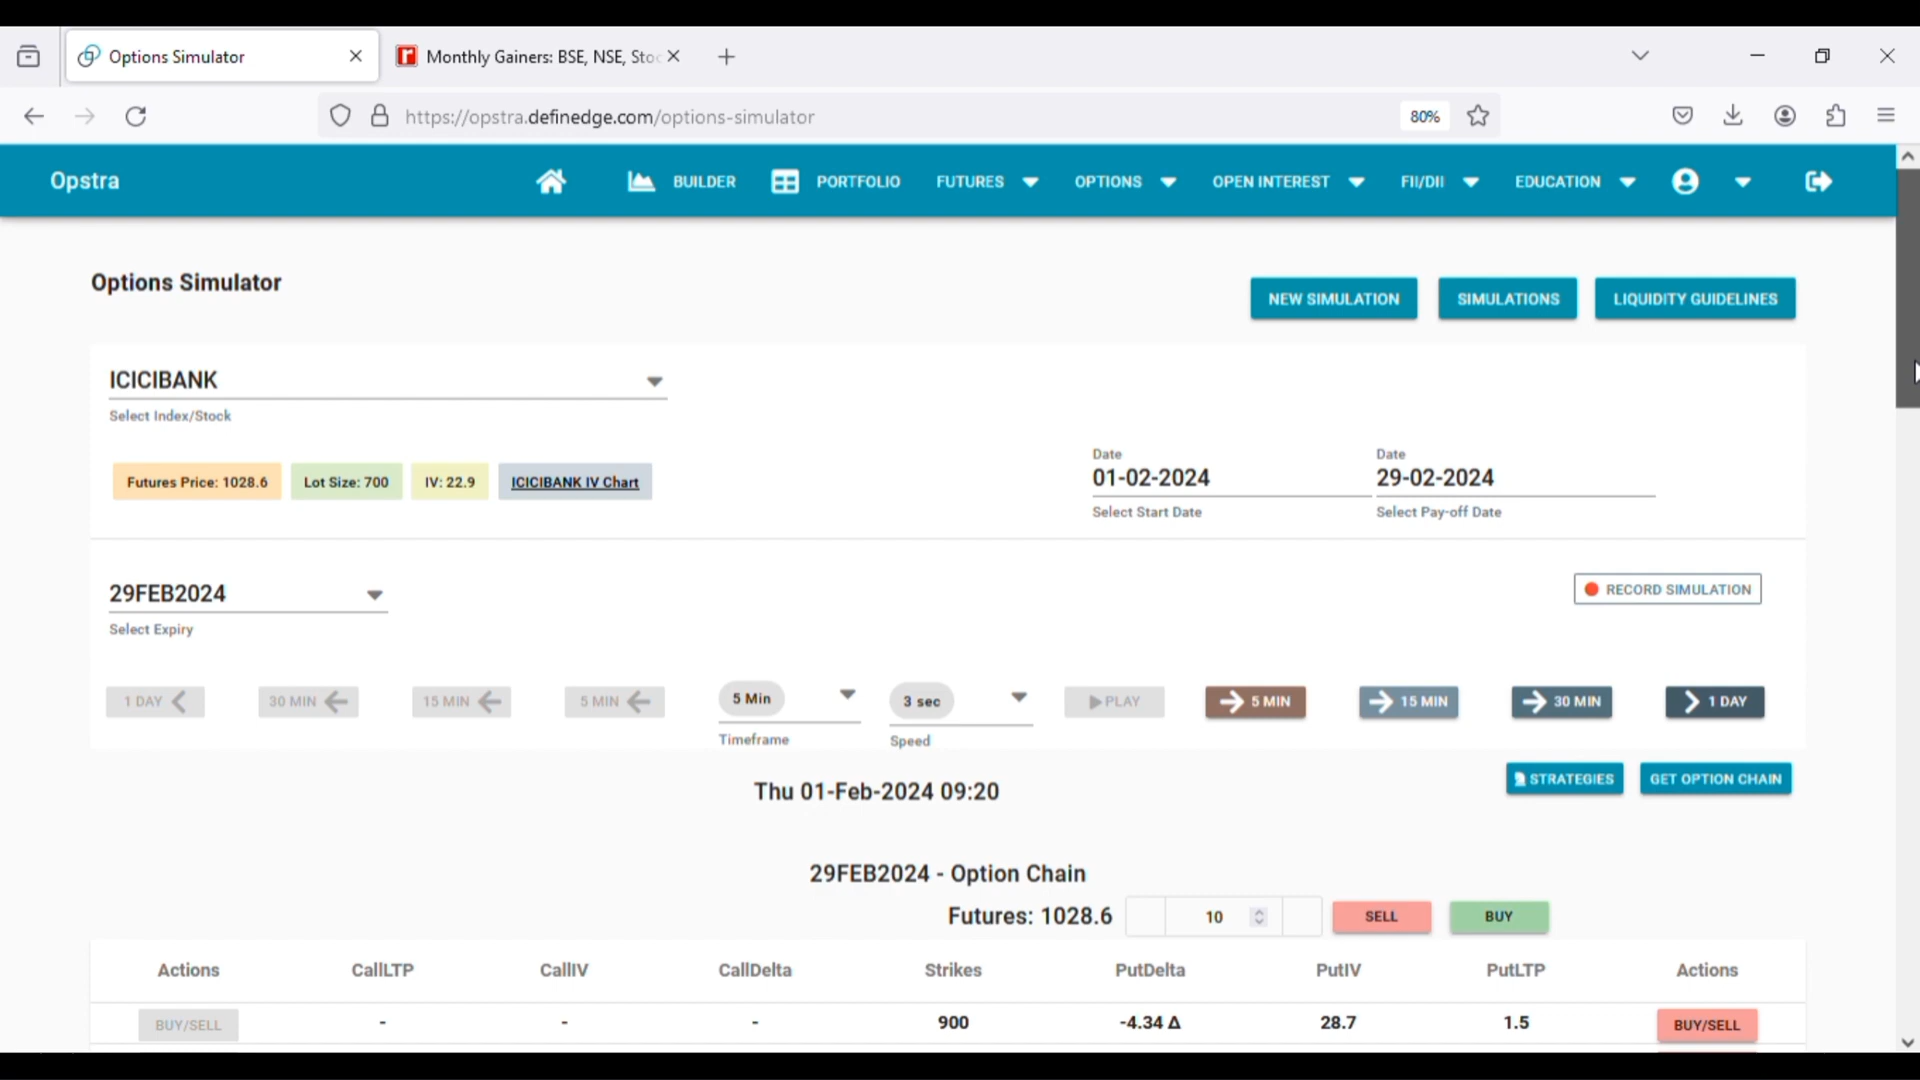 Options Simulator
Monthly Gainers: BSE, NSE, Stoc
https://opstra.definedge.com/options-simulator
80%
Opstra
BUILDER
PORTFOLIO
FUTURES
OPTIONS
OPEN INTEREST
FII/DII
EDUCATION
Options Simulator
NEW SIMULATION
SIMULATIONS
LIQUIDITY GUIDELINES
ICICIBANK
Select Index/Stock
Futures Price: 1028.6
Lot Size: 700
IV: 22.9
ICICIBANK IV Chart
Date
01-02-2024
Select Start Date
Date
29-02-2024
Select Pay-off Date
29FEB2024
Select Expiry
RECORD SIMULATION
1 DAY
30 MIN
15 MIN
5 MIN
5 Min
Timeframe
3 sec
Speed
PLAY
5 MIN
15 MIN
30 MIN
1 DAY
Thu 01-Feb-2024 09:20
STRATEGIES
GET OPTION CHAIN
29FEB2024 - Option Chain
Futures: 1028.6
10
SELL
BUY
Actions CallLTP CallIV CallDelta Strikes PutDelta PutIV PutLTP Actions
BUY/SELL - - - 900 -4.34 Δ 28.7 1.5 BUY/SELL